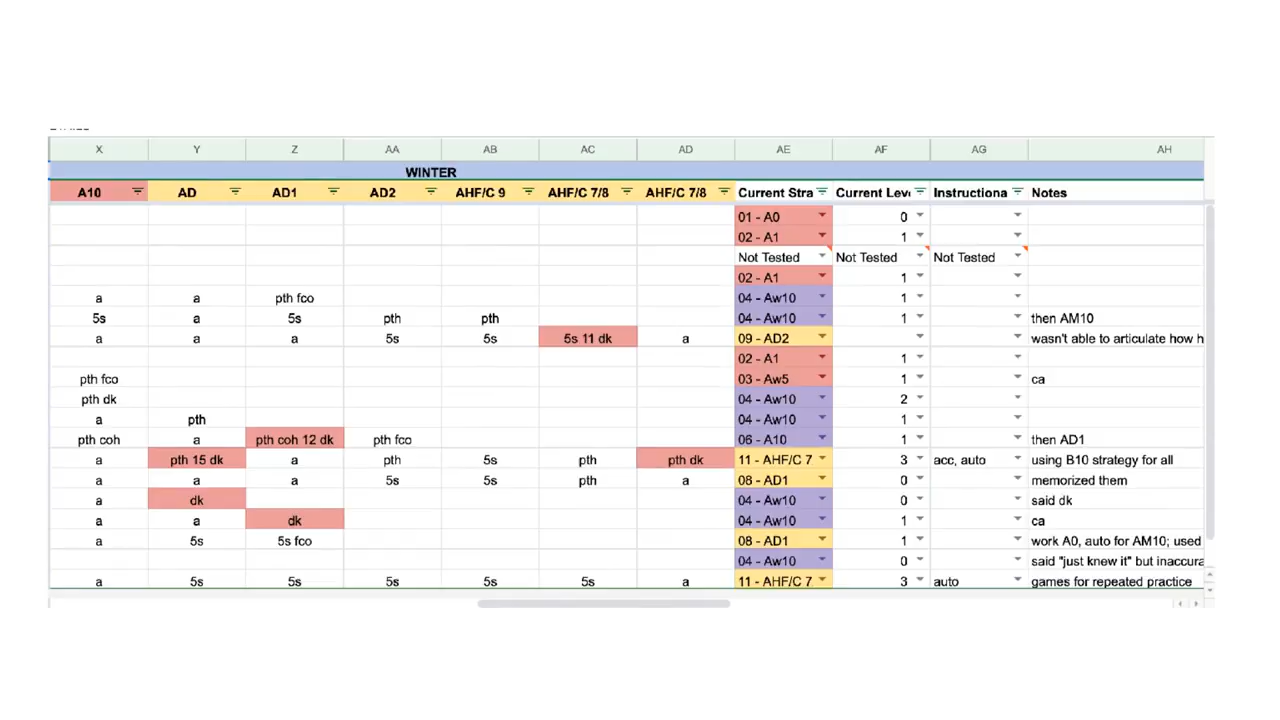 X Y Z AA AB AC AD AE AF AG AH
WINTER
A10 AD AD1 AD2 AHF/C 9 AHF/C 7/8 AHF/C 7/8 Current Stra Current Leve Instructiona Notes
01 - A0 0
02 - A1 1
Not Tested Not Tested Not Tested
02 - A1 1
a a pth fco 04 - Aw10 1
5s a 5s pth pth 04 - Aw10 1 then AM10
a a a 5s 5s 5s 11 dk a 09 - AD2 wasn't able to articulate how h
02 - A1 1
pth fco 03 - Aw5 1 ca
pth dk 04 - Aw10 2
a pth 04 - Aw10 1
pth coh a pth coh 12 dk pth fco 06 - A10 1 then AD1
a pth 15 dk a pth 5s pth pth dk 11 - AHF/C 7 3 acc, auto using B10 strategy for all
a a a 5s 5s pth a 08 - AD1 0 memorized them
a dk 04 - Aw10 0 said dk
a a dk 04 - Aw10 1 ca
a 5s 5s fco 08 - AD1 1 work A0, auto for AM10; used
04 - Aw10 0 said "just knew it" but inaccura
a 5s 5s 5s 5s 5s a 11 - AHF/C 7 3 auto games for repeated practice